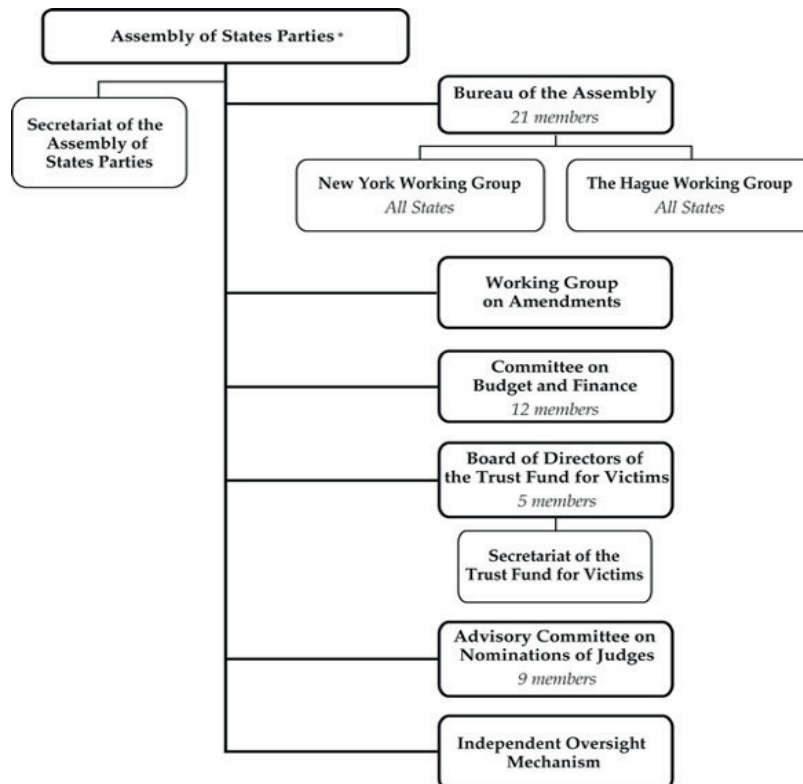 Assembly of States Parties *
Secretariat of the
Assembly of
States Parties
Bureau of the Assembly
21 members
New York Working Group
All States
The Hague Working Group
All States
Working Group
on Amendments
Committee on
Budget and Finance
12 members
Board of Directors of
the Trust Fund for Victims
5 members
Secretariat of the
Trust Fund for Victims
Advisory Committee on
Nominations of Judges
9 members
Independent Oversight
Mechanism